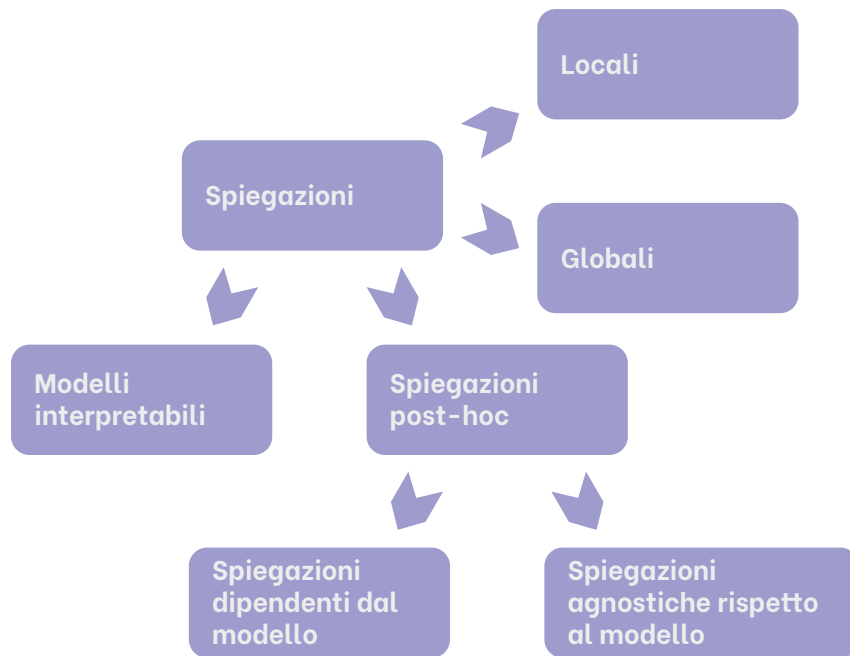 Locali
Spiegazioni
Globali
Modelli
interpretabili
Spiegazioni
post-hoc
Spiegazioni
dipendenti dal
modello
Spiegazioni
agnostiche rispetto
al modello